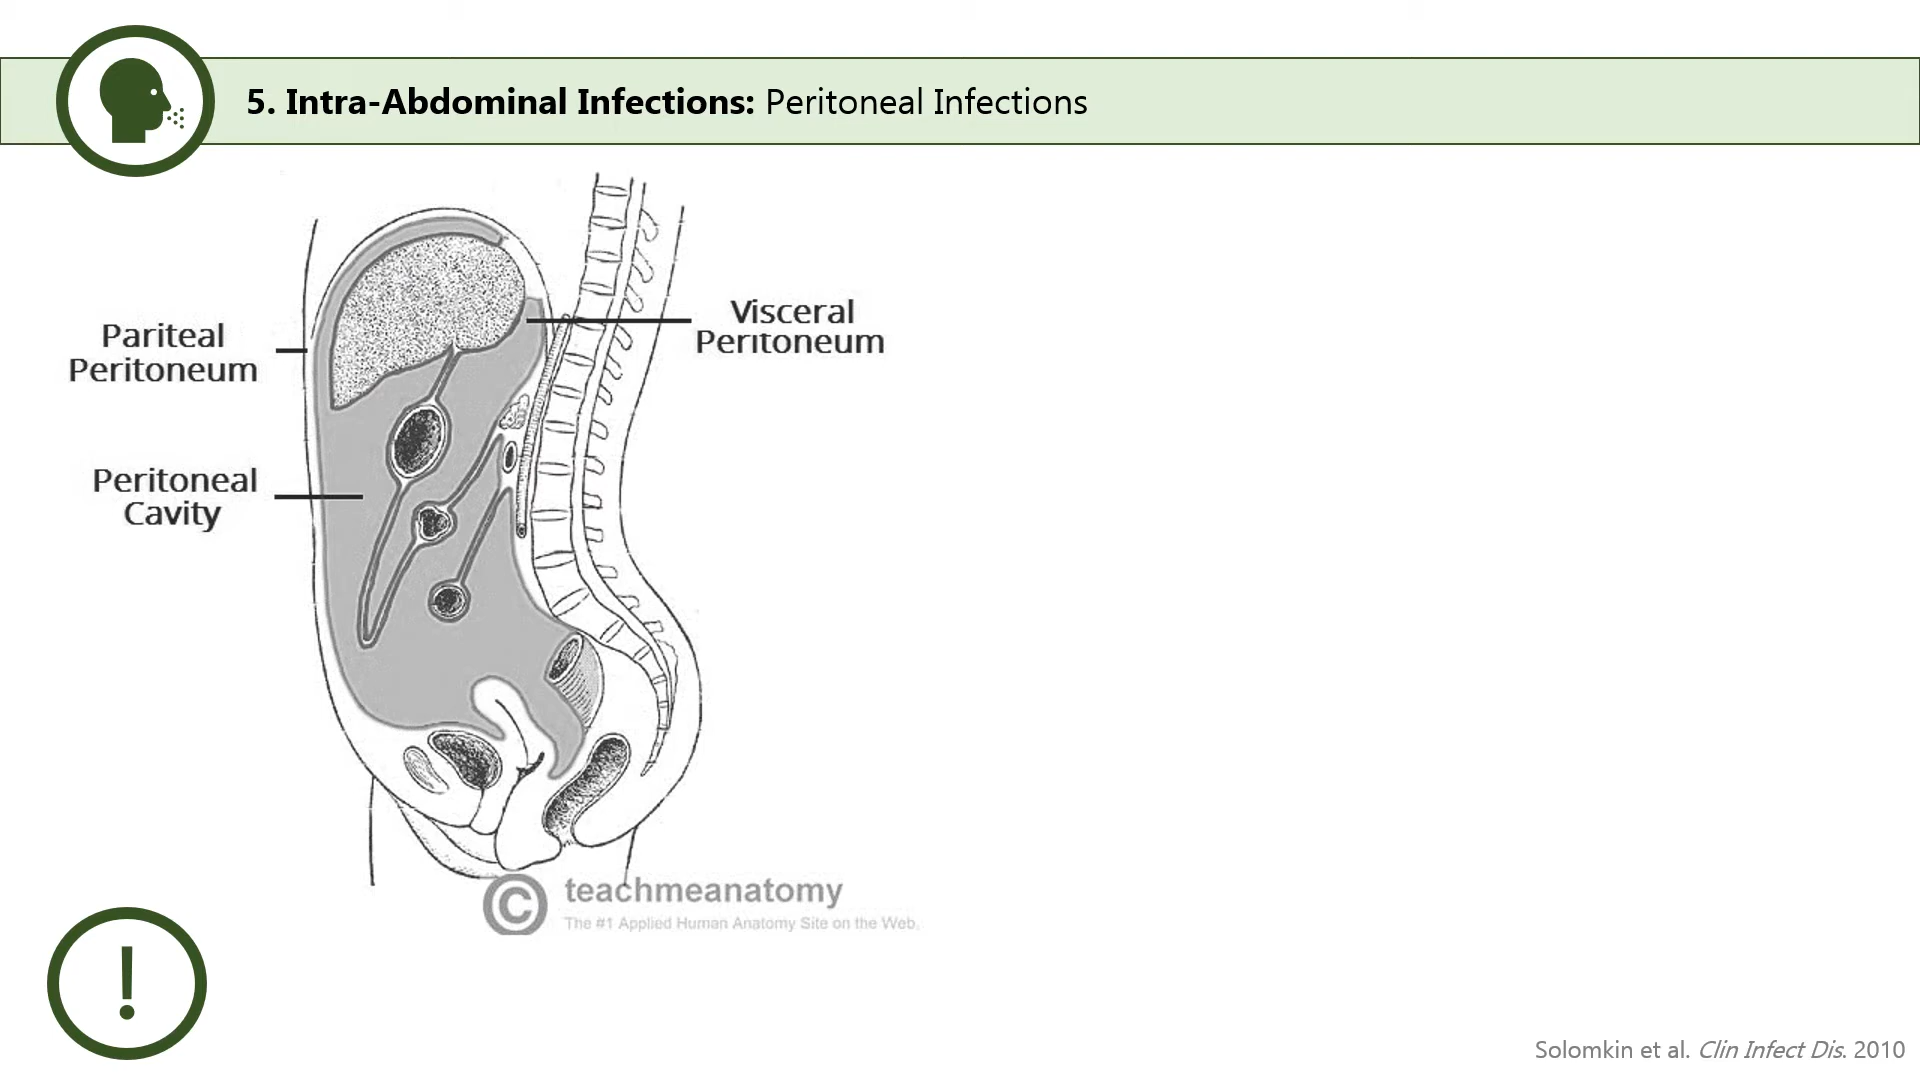 5. Intra-Abdominal Infections: Peritoneal Infections
Pariteal
Peritoneum
Visceral
Peritoneum
Peritoneal
Cavity
© teachmeanatomy
The #1 Applied Human Anatomy Site on the Web.
!
Solomkin et al. Clin Infect Dis. 2010